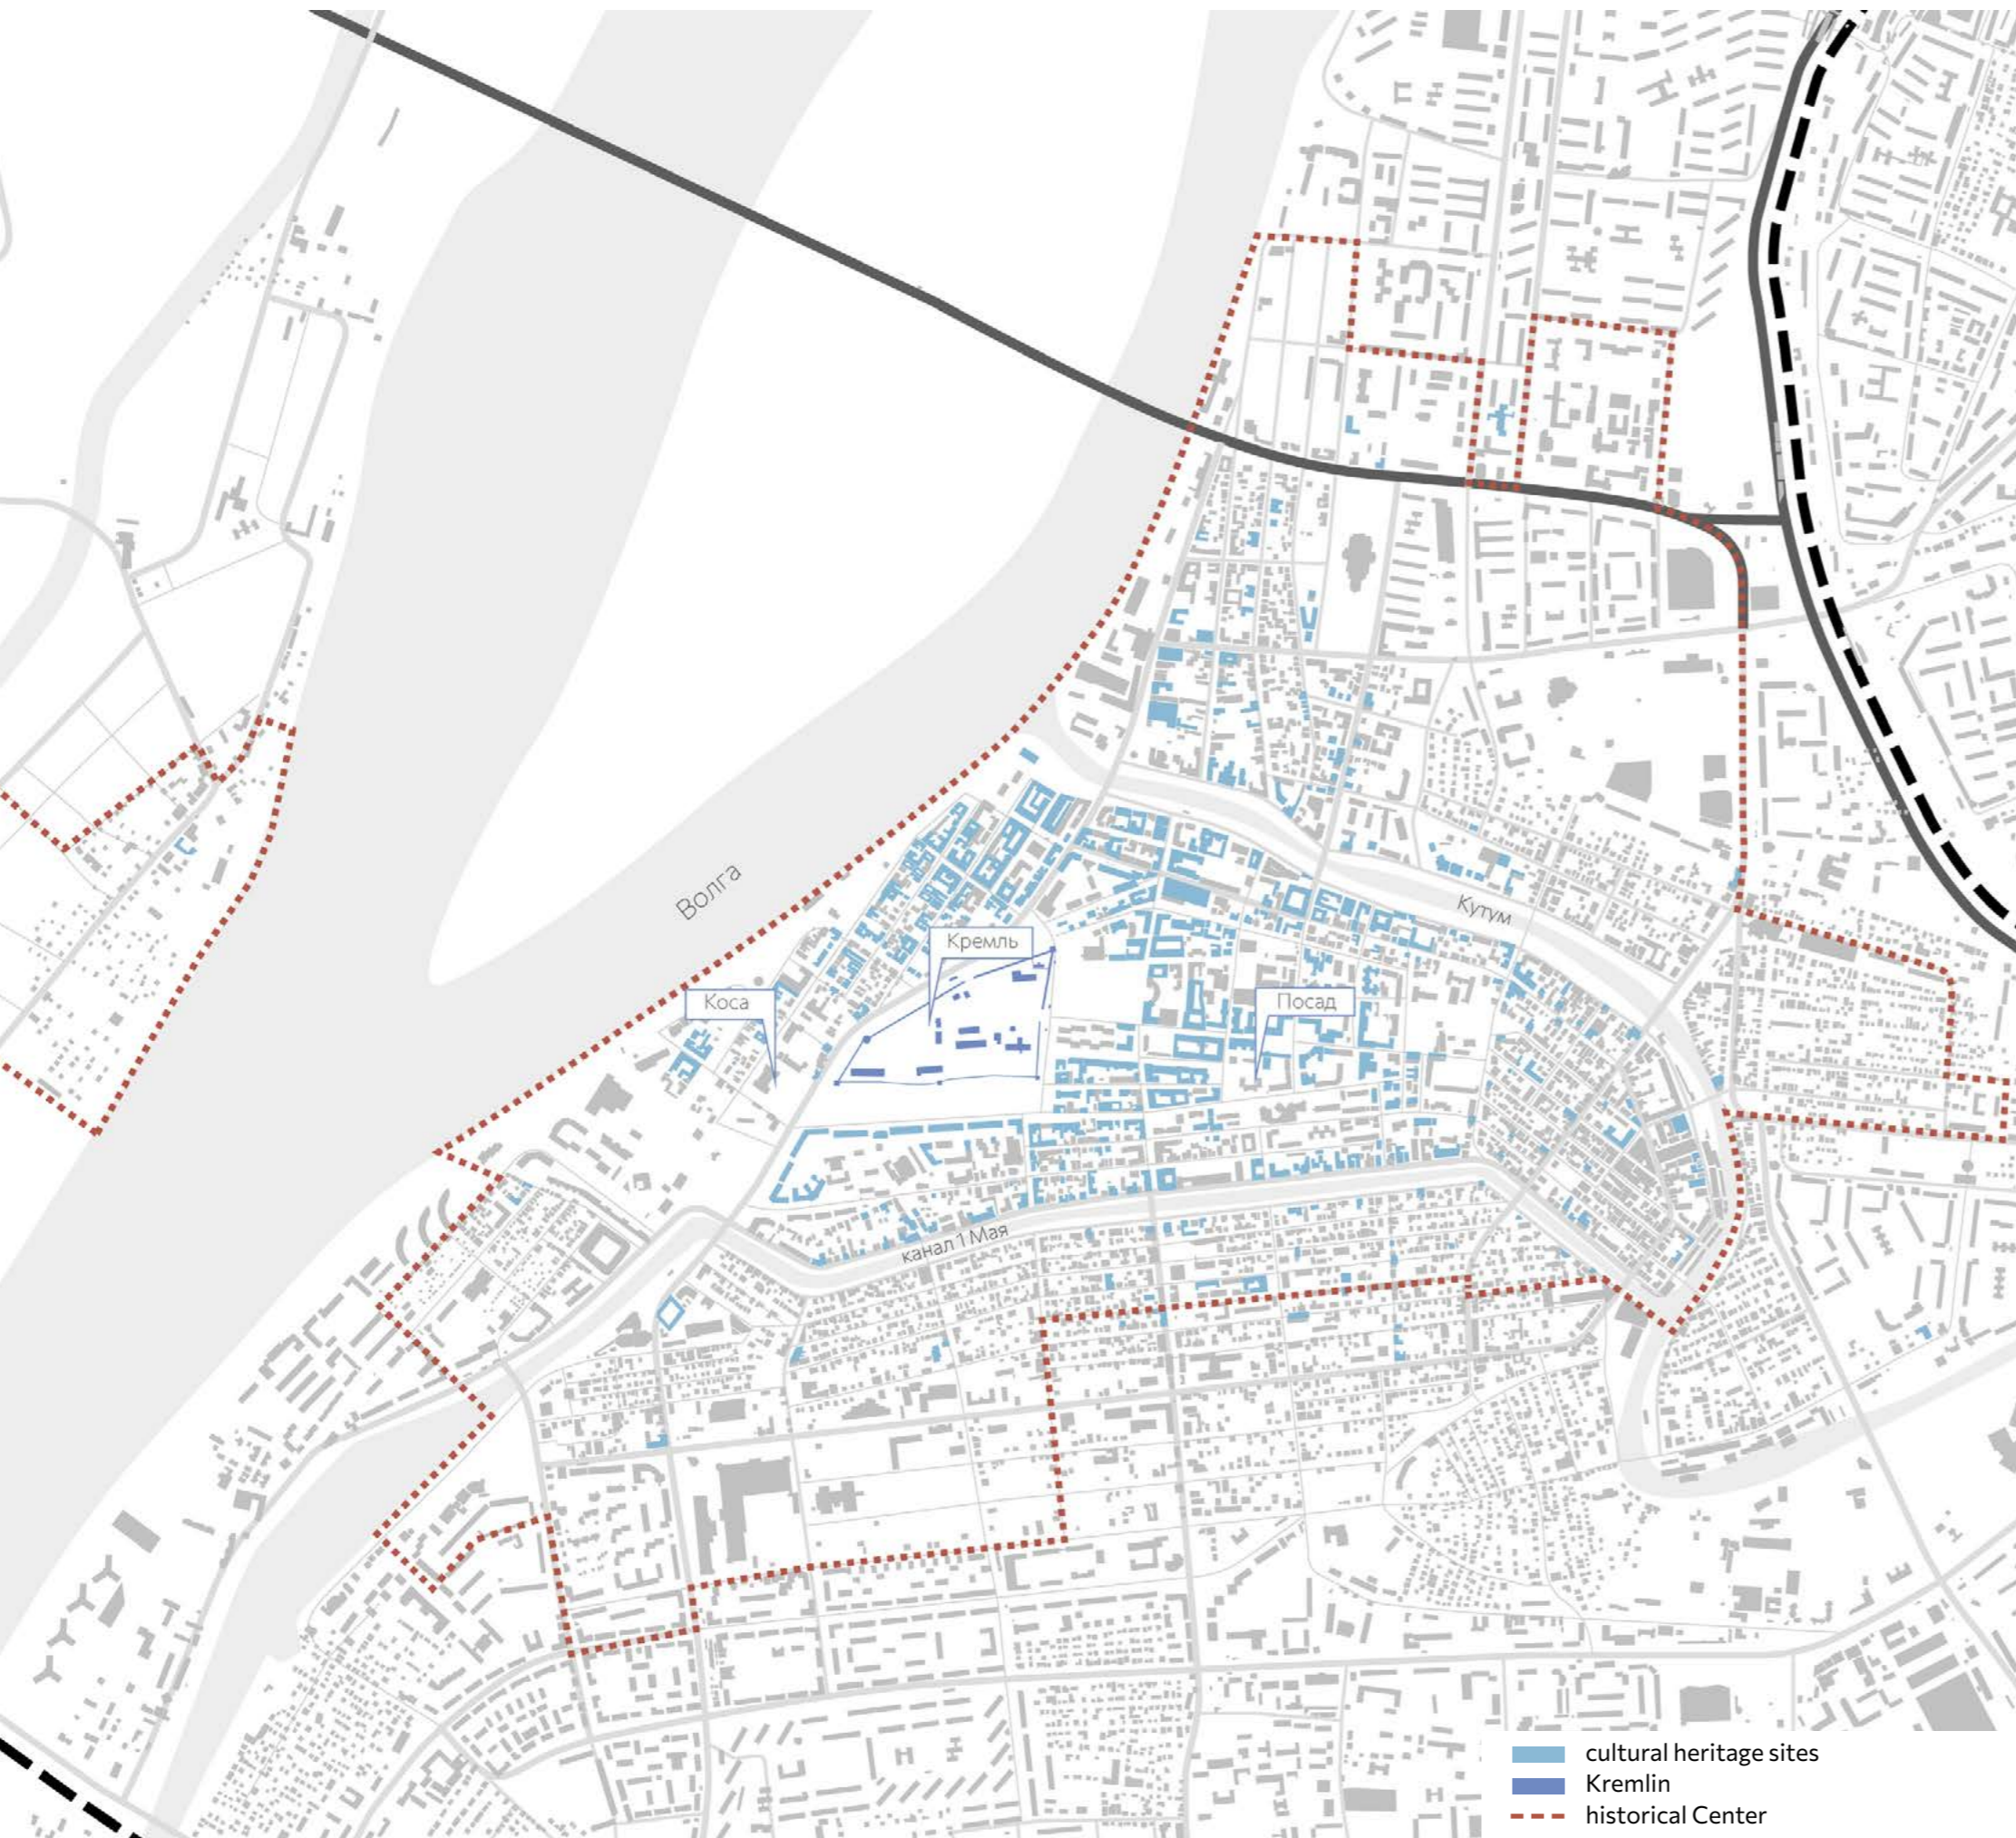 Волга
Кутум
Кремль
Коса
Посад
канал 1 Мая
cultural heritage sites
Kremlin
historical Center